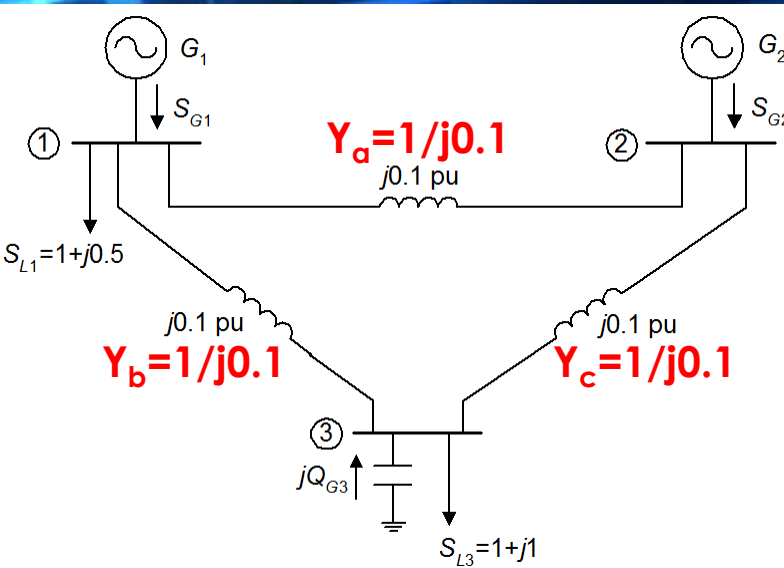 G1
G2
SG1
SG2
Ya=1/j0.1
1
2
j0.1 pu
SL1=1+j0.5
j0.1 pu
j0.1 pu
Yb=1/j0.1
Yc=1/j0.1
3
jQG3
SL3=1+j1